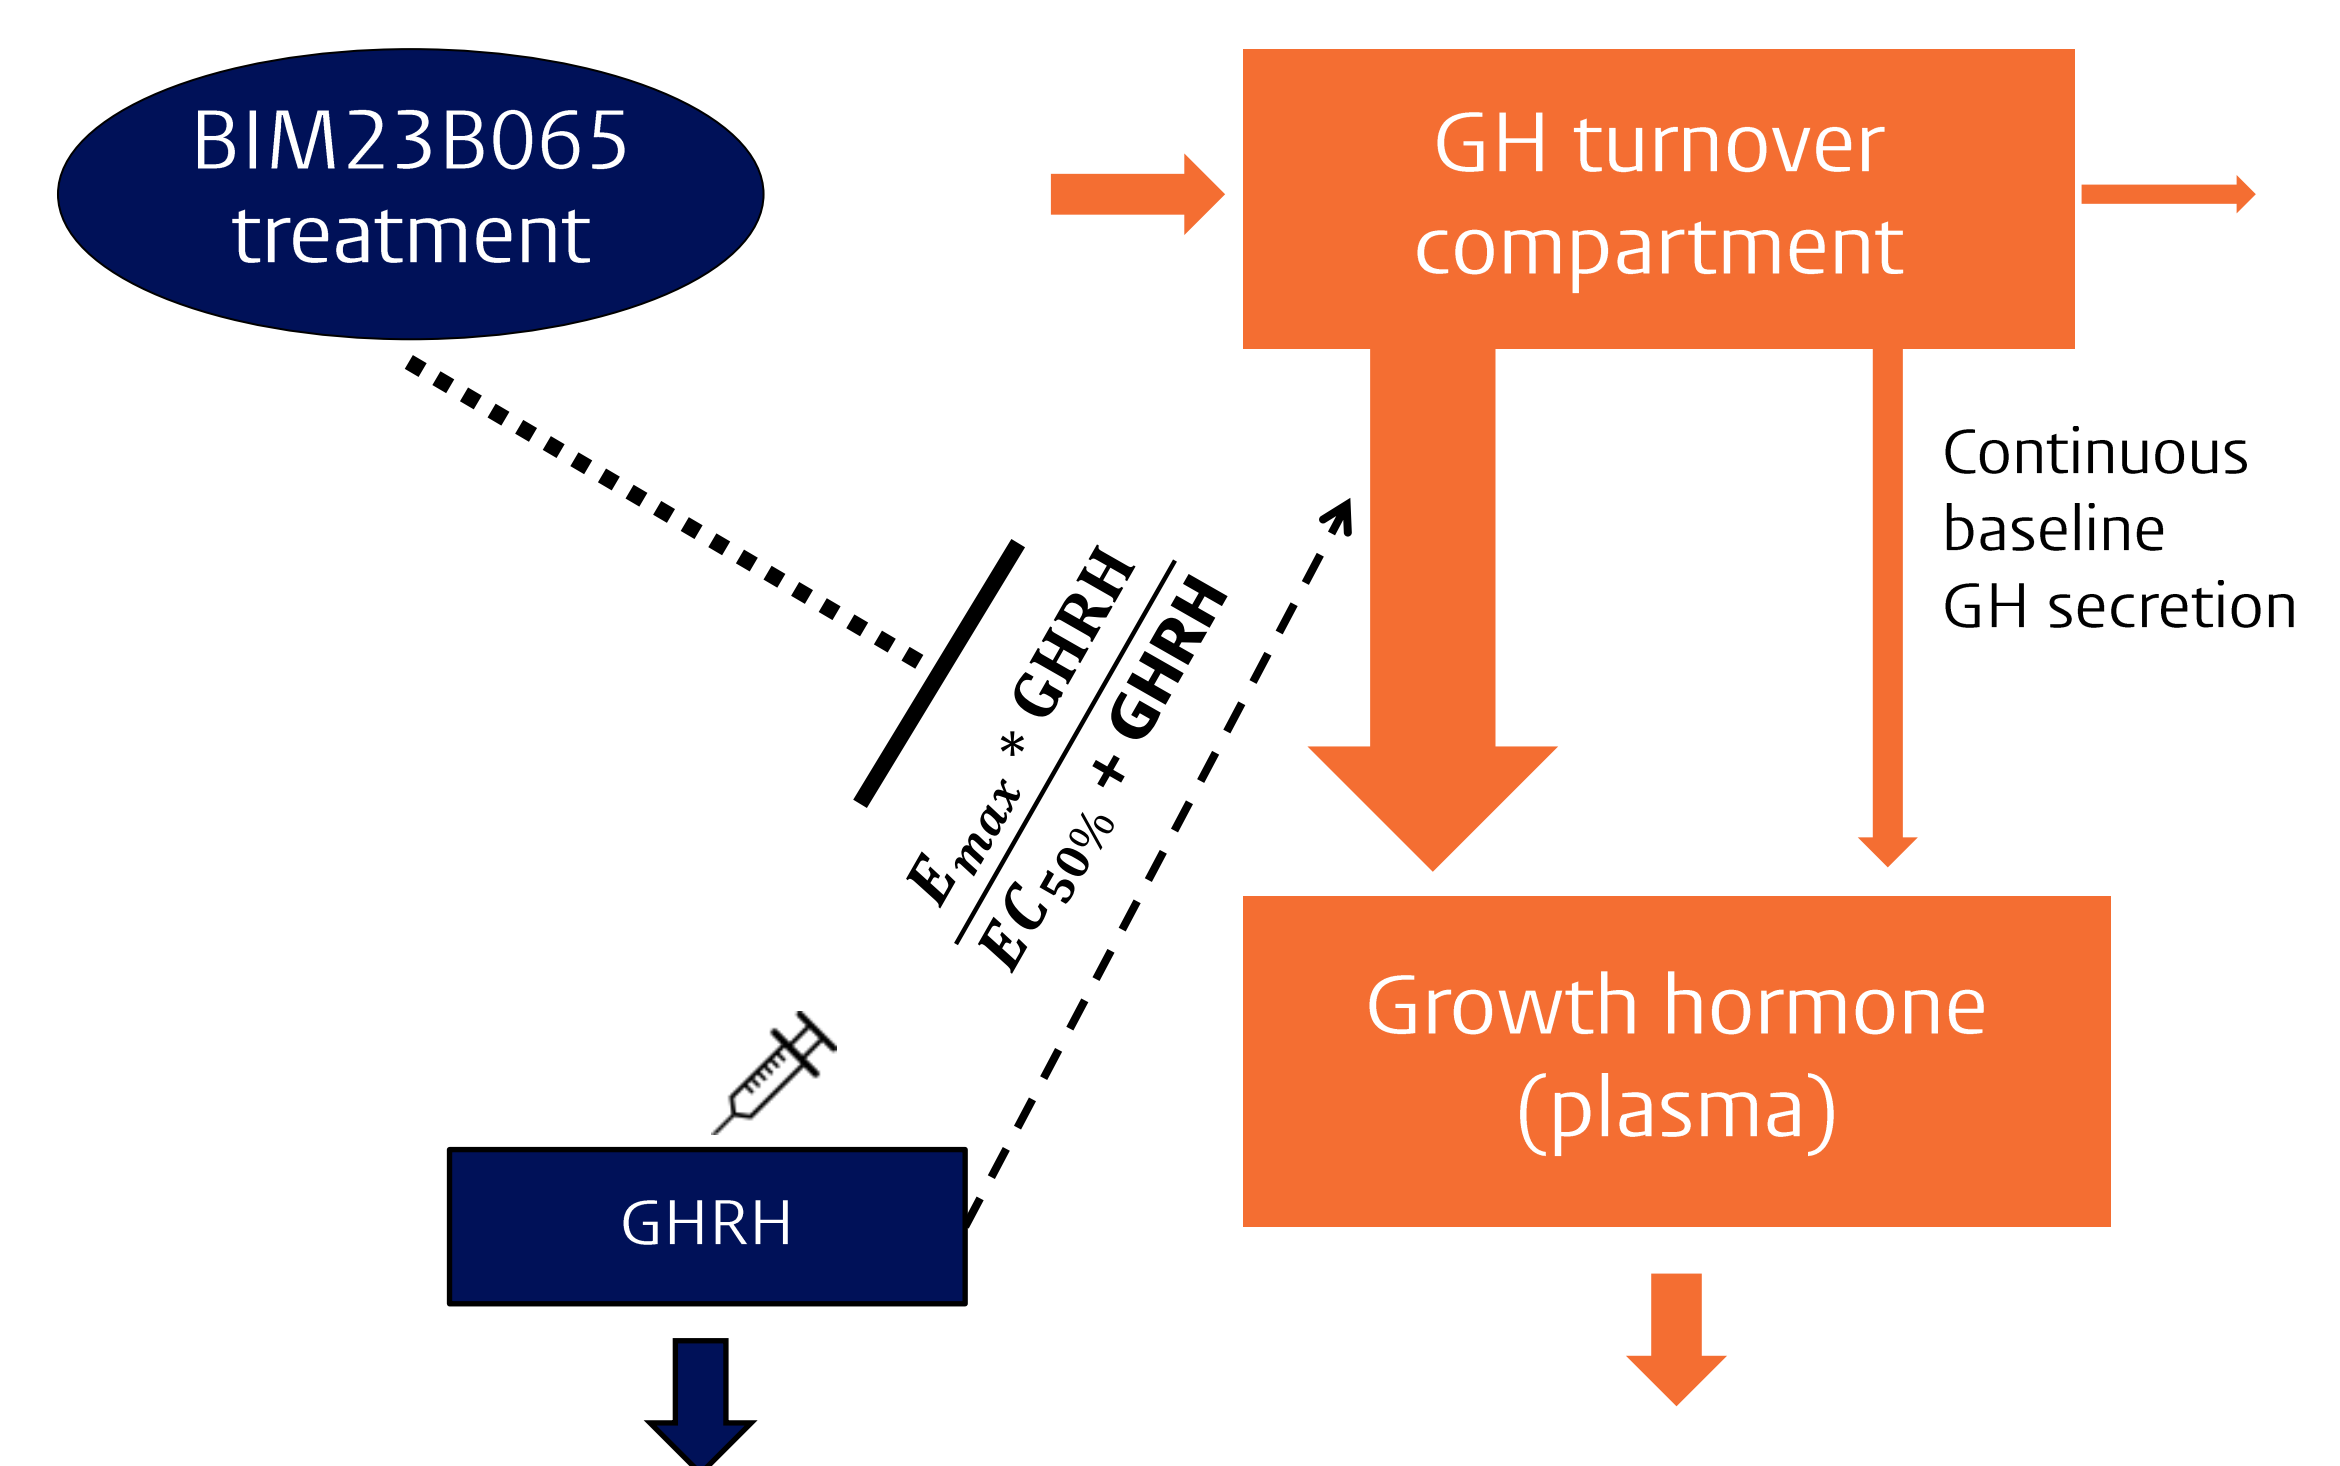 BIM23B065
treatment
GH turnover
compartment
Continuous
baseline
GH secretion
Emax * GHRH
EC50% + GHRH
Growth hormone
(plasma)
GHRH